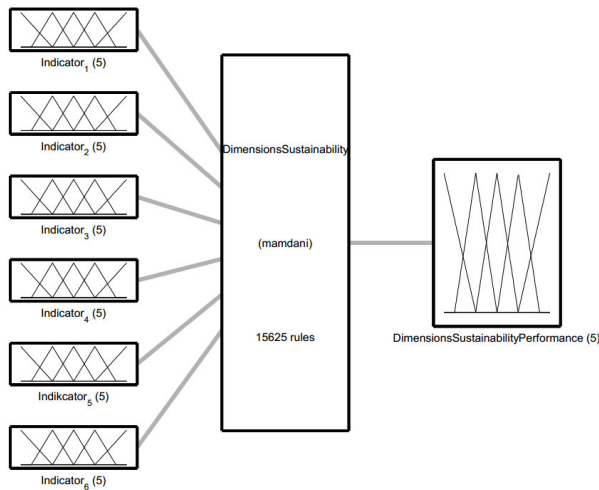 Indicator1 (5)
Indicator2 (5)
Indicator3 (5)
Indicator4 (5)
Indikcator5 (5)
Indicator6 (5)
DimensionsSustainability
(mamdani)
15625 rules
DimensionsSustainabilityPerformance (5)